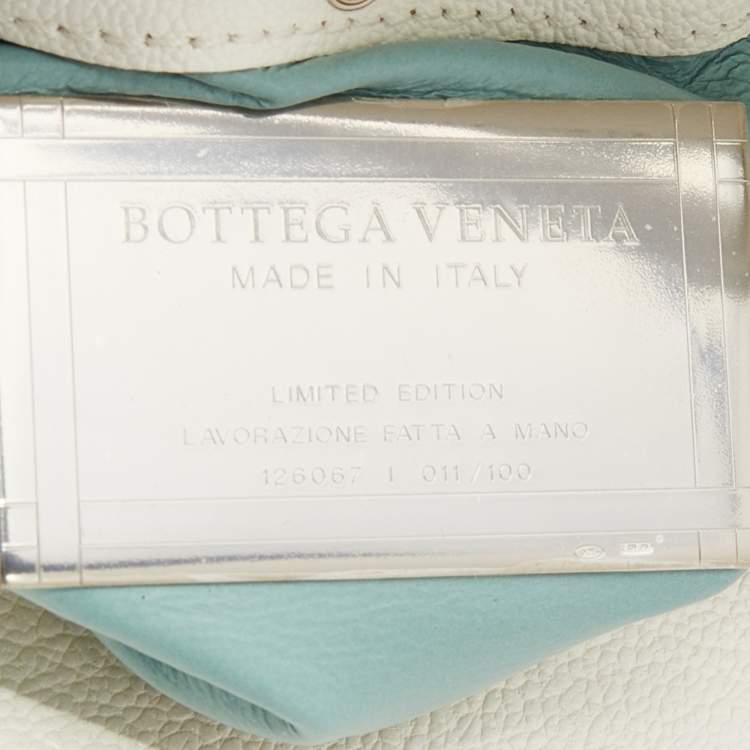 BOTTEGA VENETA
MADE IN ITALY
LIMITED EDITION
LAVORAZIONE FATTA A MANO
126067 I 011/100